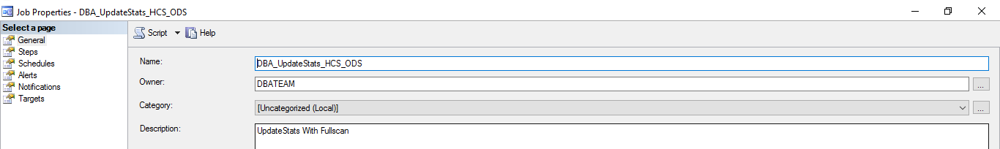 Job Properties - DBA_UpdateStats_HCS_ODS
Select a page
General
Steps
Schedules
Alerts
Notifications
Targets
Script Help
Name: DBA_UpdateStats_HCS_ODS
Owner: DBATEAM ...
Category: [Uncategorized (Local)] ...
Description: UpdateStats With Fullscan